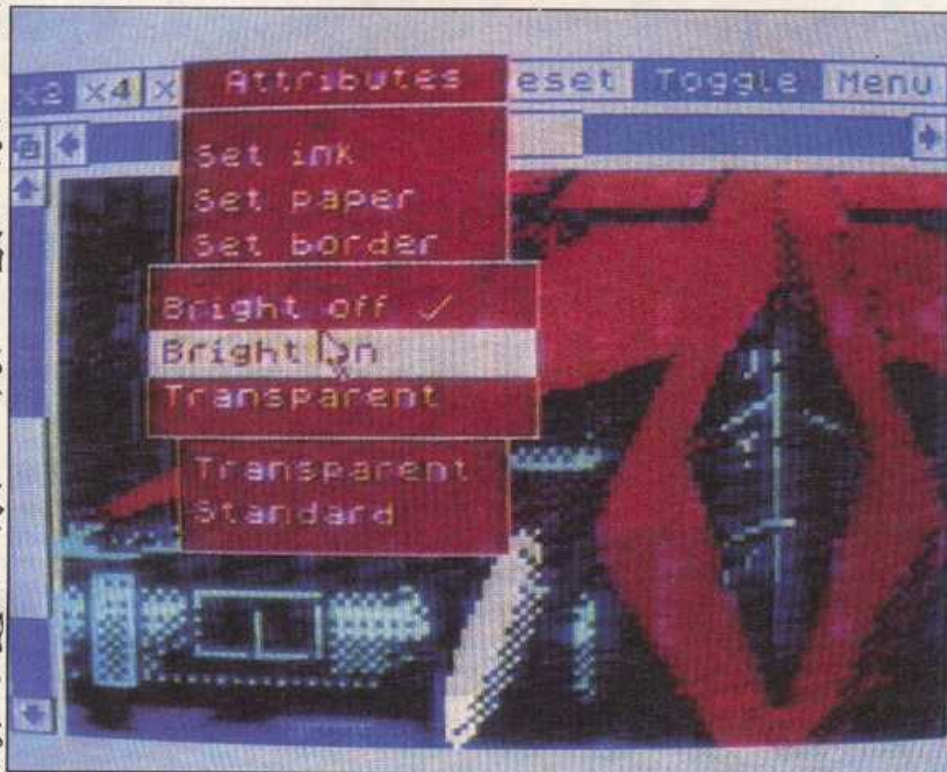 x2 x4 x Attributes eset Toggle Menu
Set ink
Set paper
Set border
Bright off ✓
Bright on
Transparent
Transparent
Standard